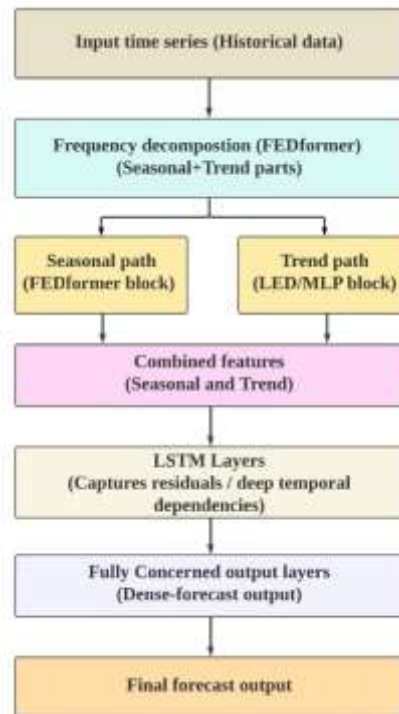 Input time series (Historical data)
Frequency decompostion (FEDformer)
(Seasonal+Trend parts)
Seasonal path
(FEDformer block)
Trend path
(LED/MLP block)
Combined features
(Seasonal and Trend)
LSTM Layers
(Captures residuals / deep temporal
dependencies)
Fully Concerned output layers
(Dense-forecast output)
Final forecast output